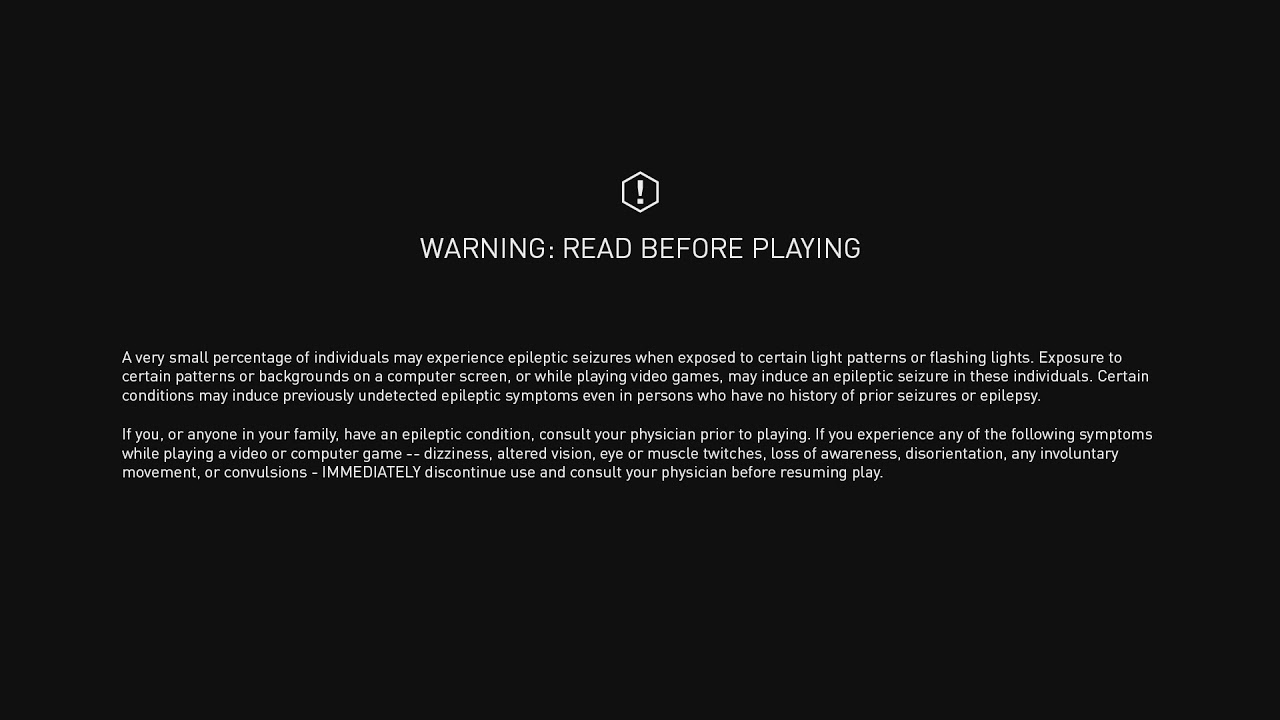 WARNING: READ BEFORE PLAYING
A very small percentage of individuals may experience epileptic seizures when exposed to certain light patterns or flashing lights. Exposure to
certain patterns or backgrounds on a computer screen, or while playing video games, may induce an epileptic seizure in these individuals. Certain
conditions may induce previously undetected epileptic symptoms even in persons who have no history of prior seizures or epilepsy.
If you, or anyone in your family, have an epileptic condition, consult your physician prior to playing. If you experience any of the following symptoms
while playing a video or computer game -- dizziness, altered vision, eye or muscle twitches, loss of awareness, disorientation, any involuntary
movement, or convulsions - IMMEDIATELY discontinue use and consult your physician before resuming play.